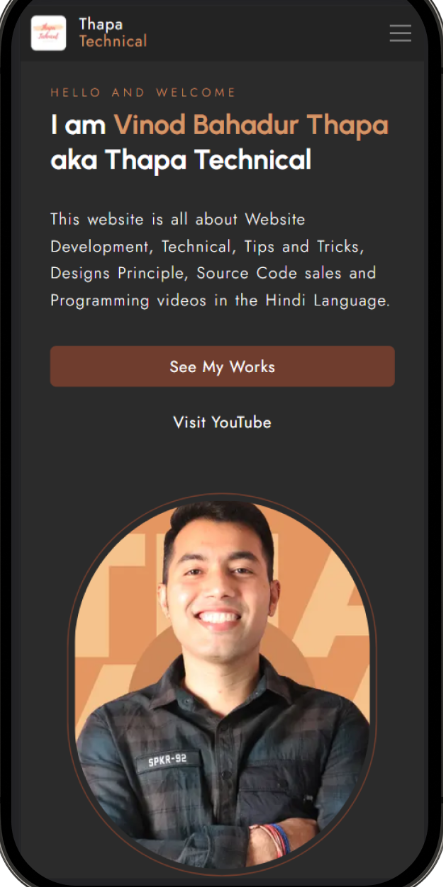 Thapa
Technical
HELLO AND WELCOME
I am Vinod Bahadur Thapa
aka Thapa Technical
This website is all about Website
Development, Technical, Tips and Tricks,
Designs Principle, Source Code sales and
Programming videos in the Hindi Language.
See My Works
Visit YouTube
SPKR-92